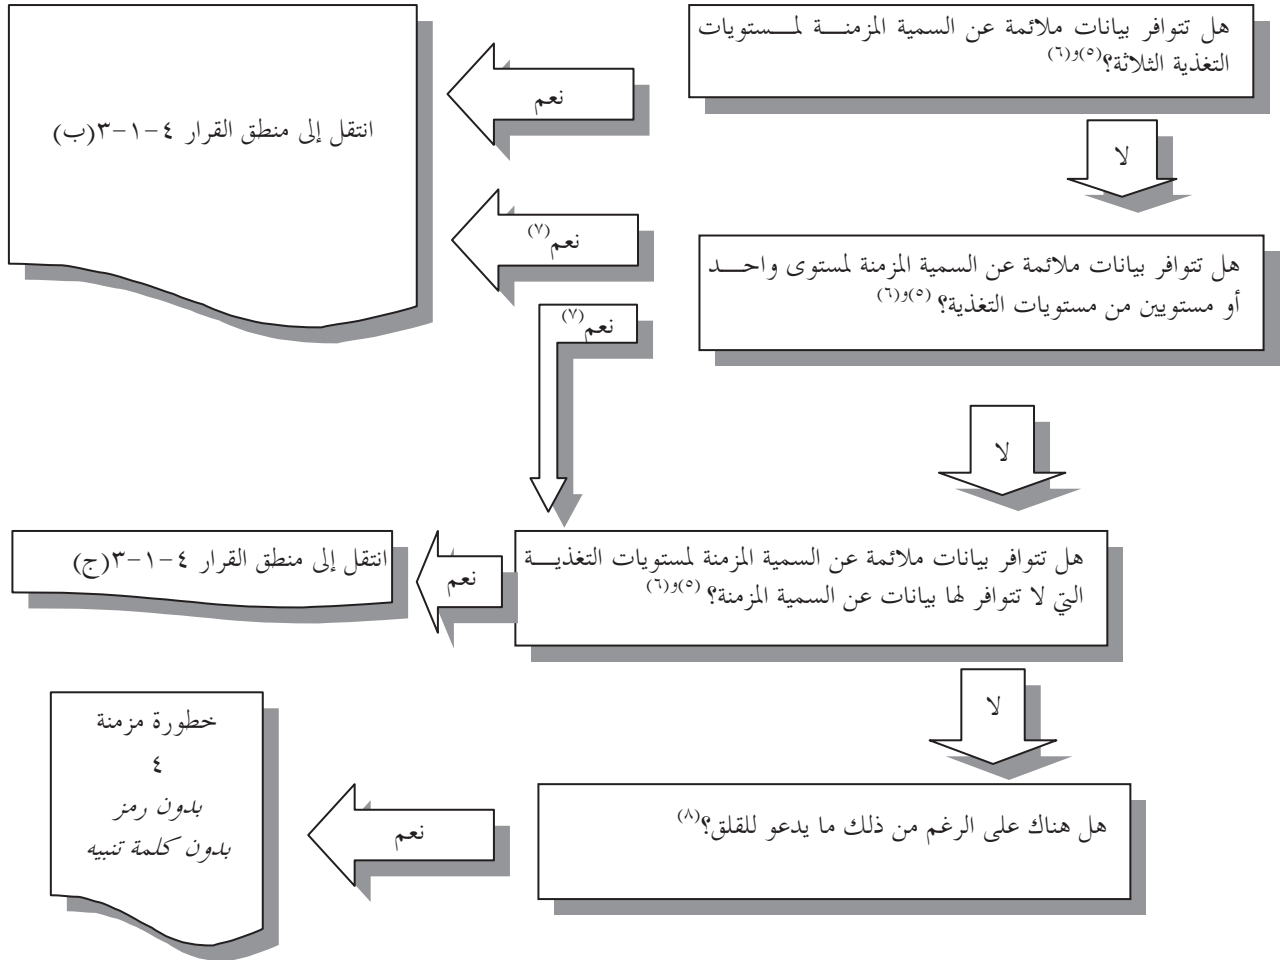 هل تتوافر بيانات ملائمة عن السمية المزمنة لمستويات
التغذية الثلاثة؟(٥)و(٦)
نعم
انتقل إلى منطق القرار ٤-١-٣(ب)
لا
هل تتوافر بيانات ملائمة عن السمية المزمنة لمستوى واحد
أو مستويين من مستويات التغذية؟ (٥)و(٦)
نعم(٧)
نعم(٧)
لا
هل تتوافر بيانات ملائمة عن السمية المزمنة لمستويات التغذية
التي لا تتوافر لها بيانات عن السمية المزمنة؟ (٥)و(٦)
نعم
انتقل إلى منطق القرار ٤-١-٣(ج)
لا
هل هناك على الرغم من ذلك ما يدعو للقلق؟(٨)
نعم
خطورة مزمنة
٤
بدون رمز
بدون كلمة تنبيه